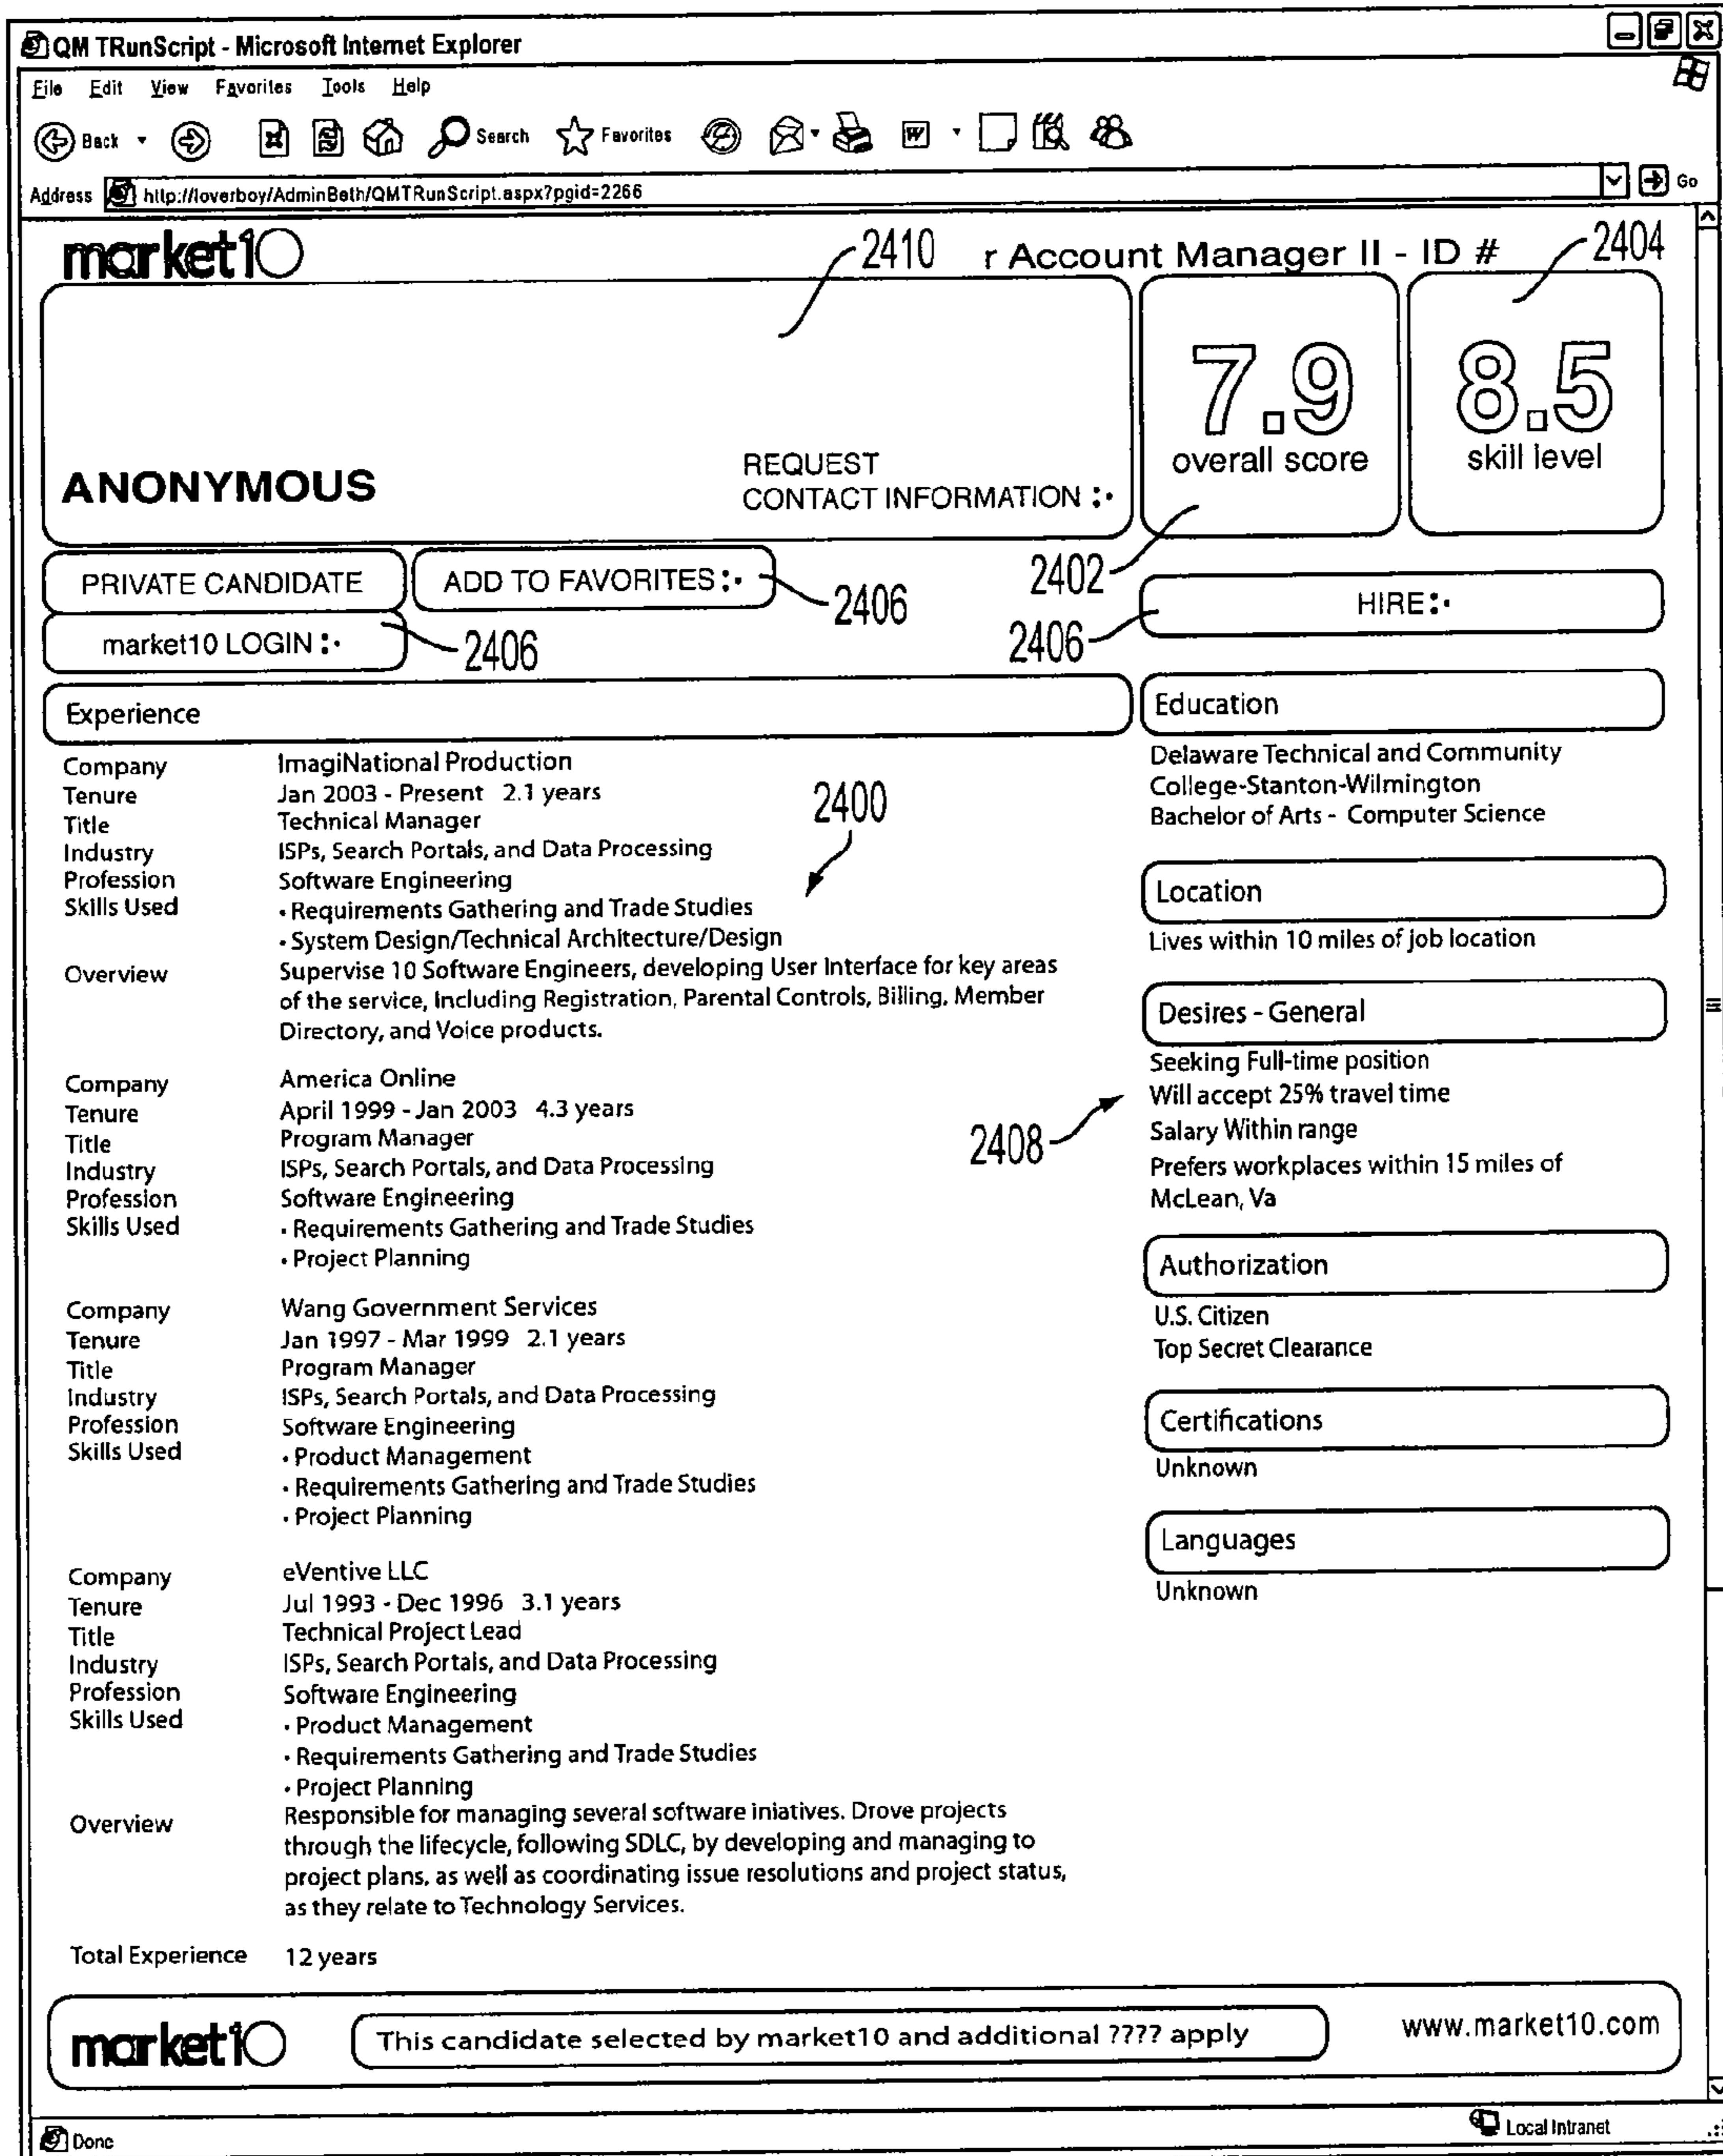 QM TRunScript - Microsoft Internet Explorer
File Edit View Favorites Tools Help
Back Search Favorites W
Address http://loverboy/AdminBeth/QMTRunScript.aspx?pgid=2266 Go
market10 2410 r Account Manager II - ID # 2404
7.9 8.5
overall score skill level
ANONYMOUS
REQUEST
CONTACT INFORMATION
PRIVATE CANDIDATE ADD TO FAVORITES 2406 2402 HIRE
market10 LOGIN 2406 2406
Experience
Company ImagiNational Production
Tenure Jan 2003 - Present 2.1 years 2400
Title Technical Manager
Industry ISPs, Search Portals, and Data Processing
Profession Software Engineering
Skills Used • Requirements Gathering and Trade Studies
• System Design/Technical Architecture/Design
Overview Supervise 10 Software Engineers, developing User Interface for key areas
of the service, Including Registration, Parental Controls, Billing, Member
Directory, and Voice products.
Company America Online
Tenure April 1999 - Jan 2003 4.3 years
Title Program Manager
Industry ISPs, Search Portals, and Data Processing
Profession Software Engineering
Skills Used • Requirements Gathering and Trade Studies
• Project Planning
Company Wang Government Services
Tenure Jan 1997 - Mar 1999 2.1 years
Title Program Manager
Industry ISPs, Search Portals, and Data Processing
Profession Software Engineering
Skills Used • Product Management
• Requirements Gathering and Trade Studies
• Project Planning
Company eVentive LLC
Tenure Jul 1993 - Dec 1996 3.1 years
Title Technical Project Lead
Industry ISPs, Search Portals, and Data Processing
Profession Software Engineering
Skills Used • Product Management
• Requirements Gathering and Trade Studies
• Project Planning
Overview Responsible for managing several software iniatives. Drove projects
through the lifecycle, following SDLC, by developing and managing to
project plans, as well as coordinating issue resolutions and project status,
as they relate to Technology Services.
Total Experience 12 years
Education
Delaware Technical and Community
College-Stanton-Wilmington
Bachelor of Arts - Computer Science
Location
Lives within 10 miles of job location
Desires - General
Seeking Full-time position
Will accept 25% travel time
2408 Salary Within range
Prefers workplaces within 15 miles of
McLean, Va
Authorization
U.S. Citizen
Top Secret Clearance
Certifications
Unknown
Languages
Unknown
market10 This candidate selected by market10 and additional ???? apply www.market10.com
Done Local Intranet